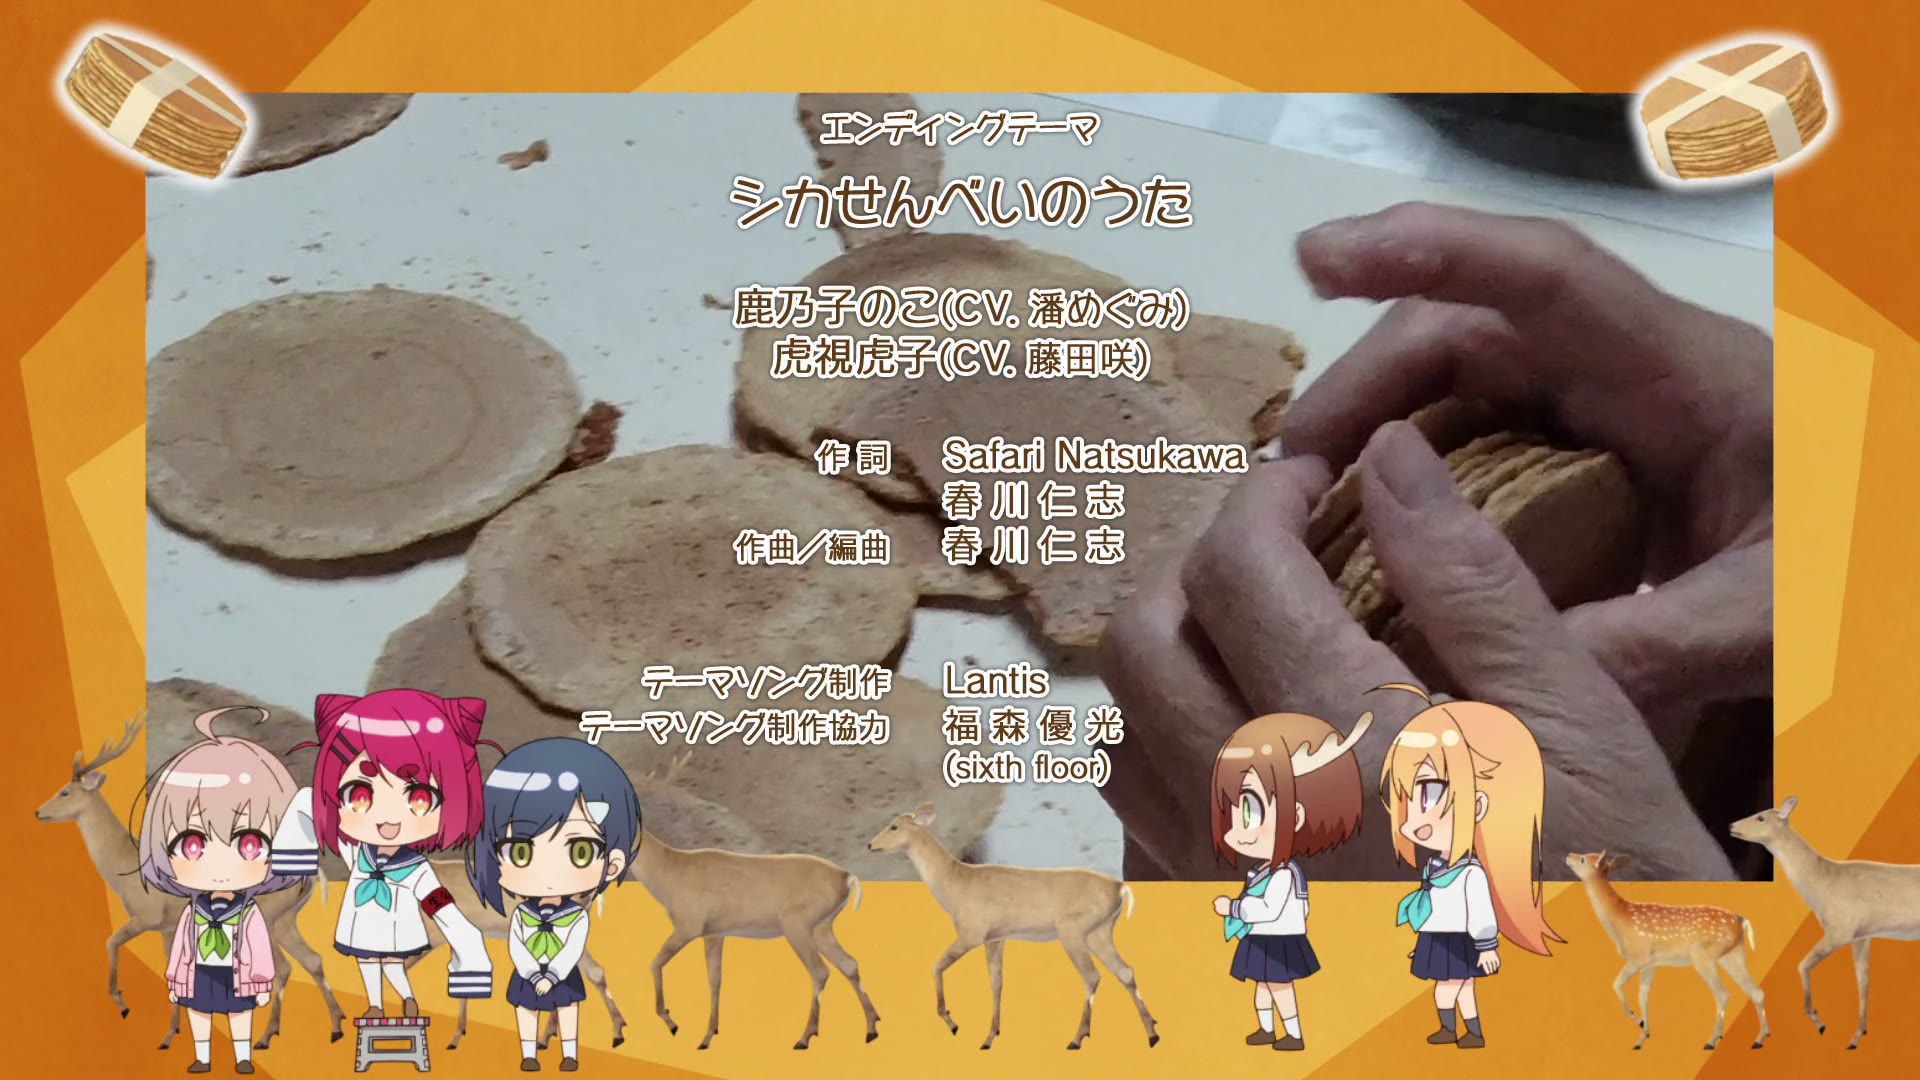 エンディングテーマ
シカせんべいのうた
鹿乃子のこ(CV. 潘めぐみ)
虎視虎子(CV. 藤田咲)
作詞 Safari Natsukawa
春川仁志
作曲／編曲 春川仁志
テーマソング制作 Lantis
テーマソング制作協力 福森優光
(sixth floor)